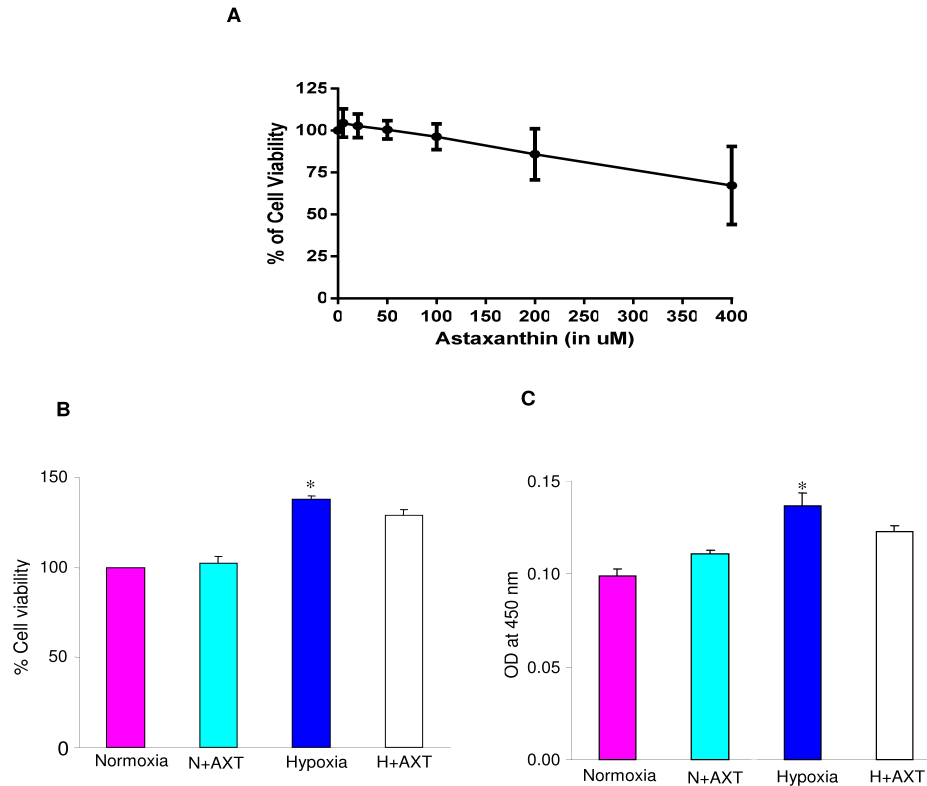 A
125
100
75
50
25
0
% of Cell Viability
0 50 100 150 200 250 300 350 400
Astaxanthin (in uM)
B
150
100
50
0
% Cell viability
*
Normoxia N+AXT Hypoxia H+AXT
C
0.15
0.10
0.05
0.00
OD at 450 nm
*
Normoxia N+AXT Hypoxia H+AXT